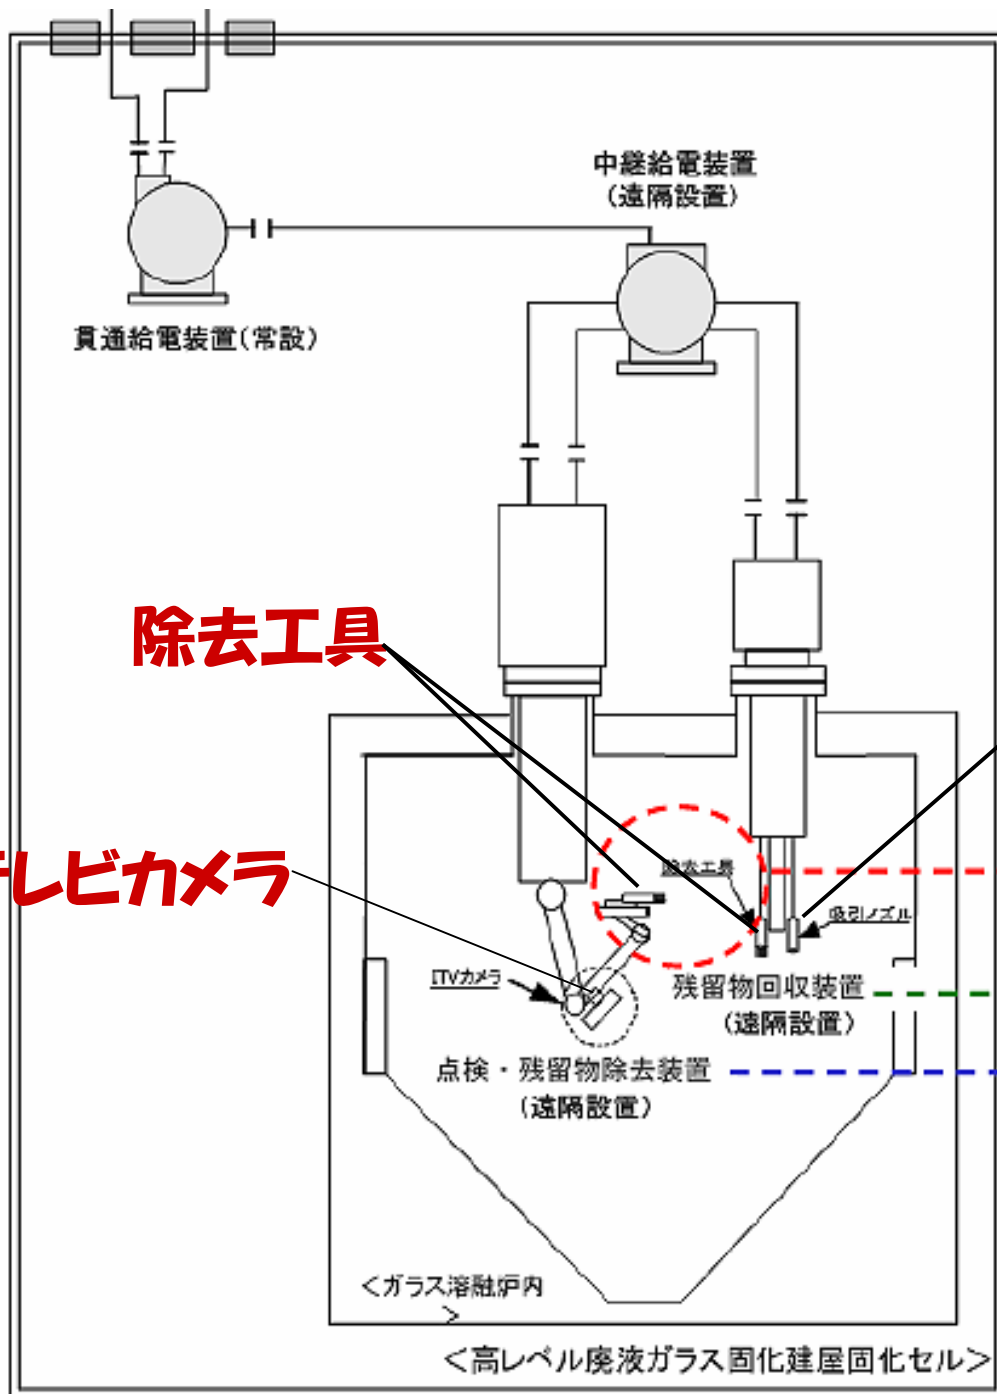 中継給電装置
(遠隔設置)
貫通給電装置(常設)
除去工具
レビカメラ
除去工具
吸引ノズル
ITVカメラ
残留物回収装置
(遠隔設置)
点検・残留物除去装置
(遠隔設置)
<ガラス溶融炉内
>
<高レベル廃液ガラス固化建屋固化セル>